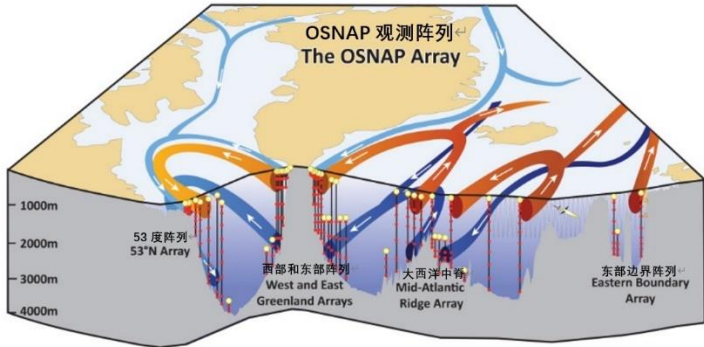 OSNAP 观测阵列
The OSNAP Array
1000m
2000m
3000m
4000m
53 度阵列
53°N Array
西部和东部阵列
West and East
Greenland Arrays
大西洋中脊
Mid-Atlantic
Ridge Array
东部边界阵列
Eastern Boundary
Array